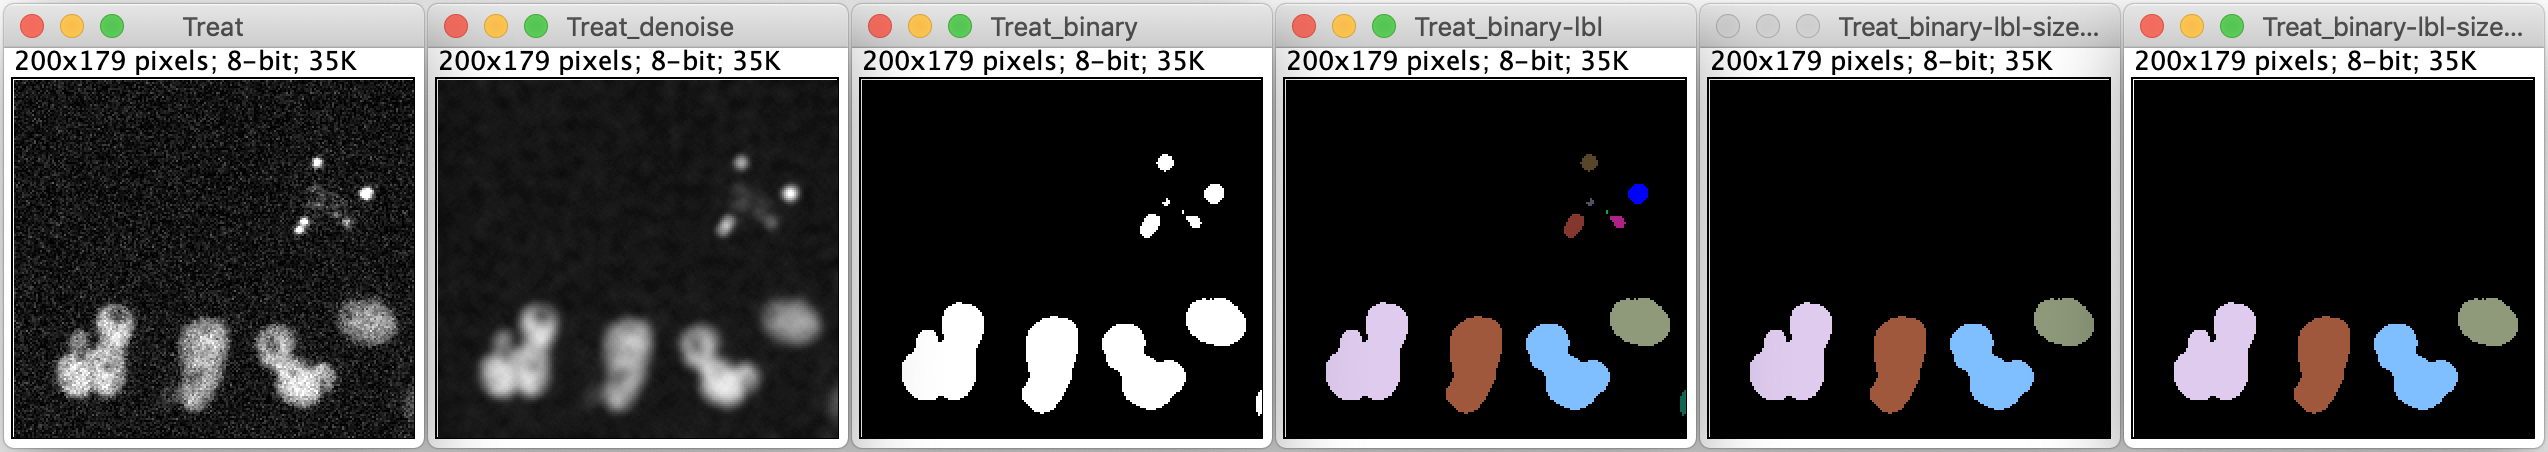 Treat
200x179 pixels; 8-bit; 35K
Treat_denoise
200x179 pixels; 8-bit; 35K
Treat_binary
200x179 pixels; 8-bit; 35K
Treat_binary-lbl
200x179 pixels; 8-bit; 35K
Treat_binary-lbl-size...
200x179 pixels; 8-bit; 35K
Treat_binary-lbl-size...
200x179 pixels; 8-bit; 35K